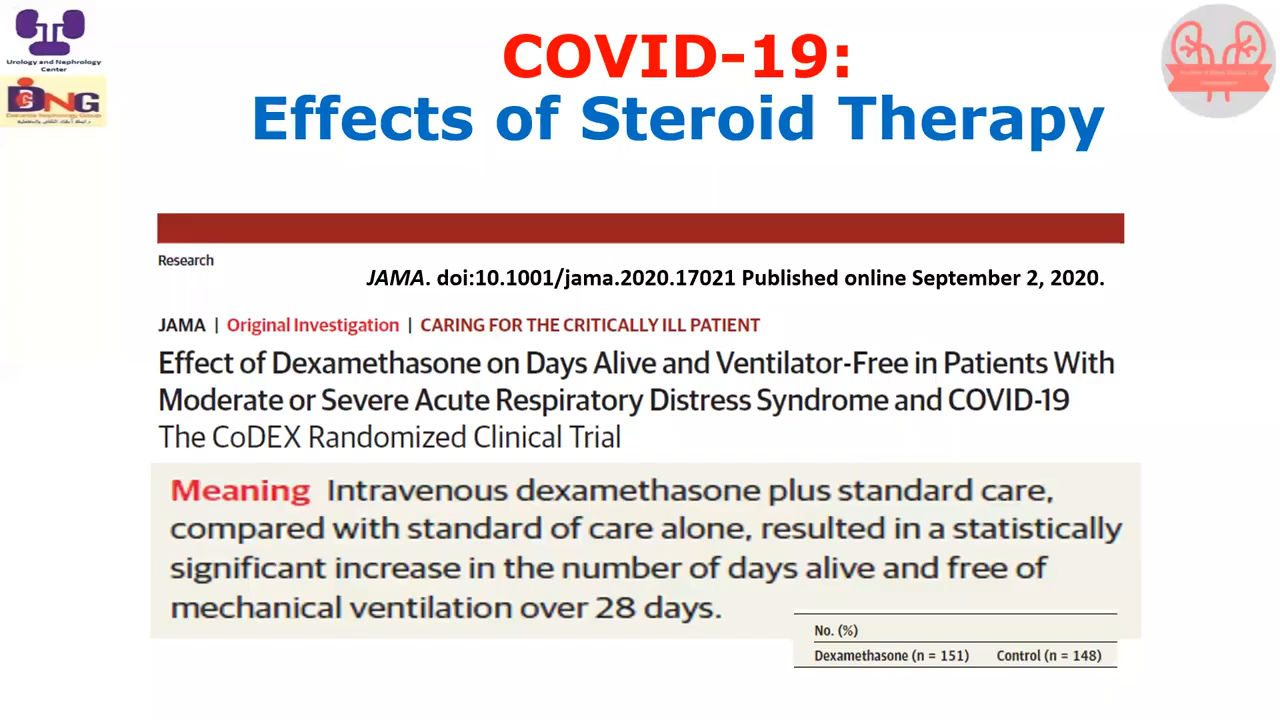 Urology and Nephrology
Center
COVID-19:
Effects of Steroid Therapy
Research
JAMA. doi:10.1001/jama.2020.17021 Published online September 2, 2020.
JAMA | Original Investigation | CARING FOR THE CRITICALLY ILL PATIENT
Effect of Dexamethasone on Days Alive and Ventilator-Free in Patients With
Moderate or Severe Acute Respiratory Distress Syndrome and COVID-19
The CoDEX Randomized Clinical Trial
Meaning Intravenous dexamethasone plus standard care,
compared with standard of care alone, resulted in a statistically
significant increase in the number of days alive and free of
mechanical ventilation over 28 days.
No. (%)
Dexamethasone (n = 151) Control (n = 148)